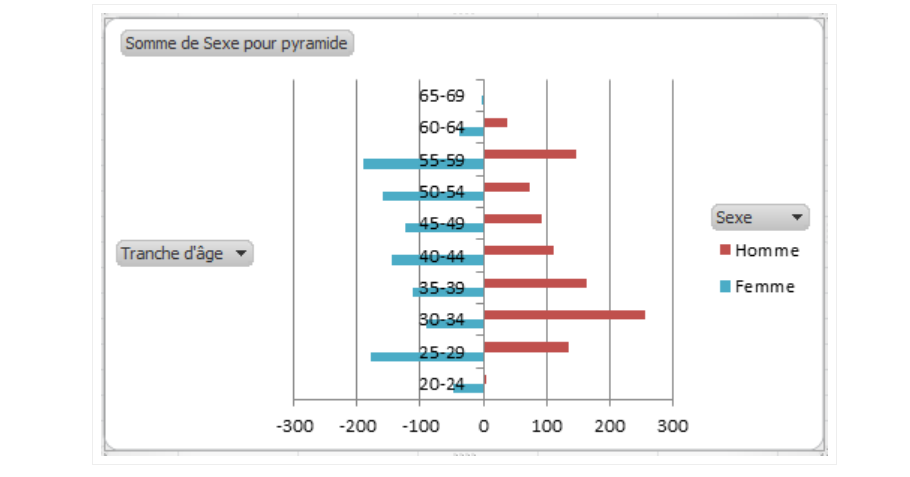 Somme de Sexe pour pyramide
65-69
60-64
55-59
50-54
45-49
40-44
35-39
30-34
25-29
20-24
-300 -200 -100 0 100 200 300
Tranche d'âge
Sexe
Homme
Femme